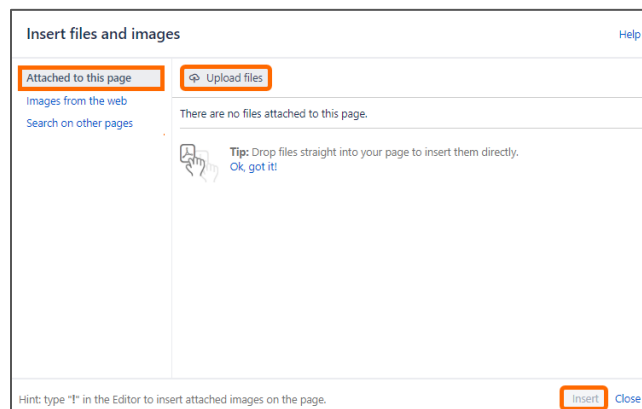 Insert files and images
Help
Attached to this page
Images from the web
Search on other pages
Upload files
There are no files attached to this page.
Tip: Drop files straight into your page to insert them directly.
Ok, got it!
Hint: type "!" in the Editor to insert attached images on the page.
Insert
Close